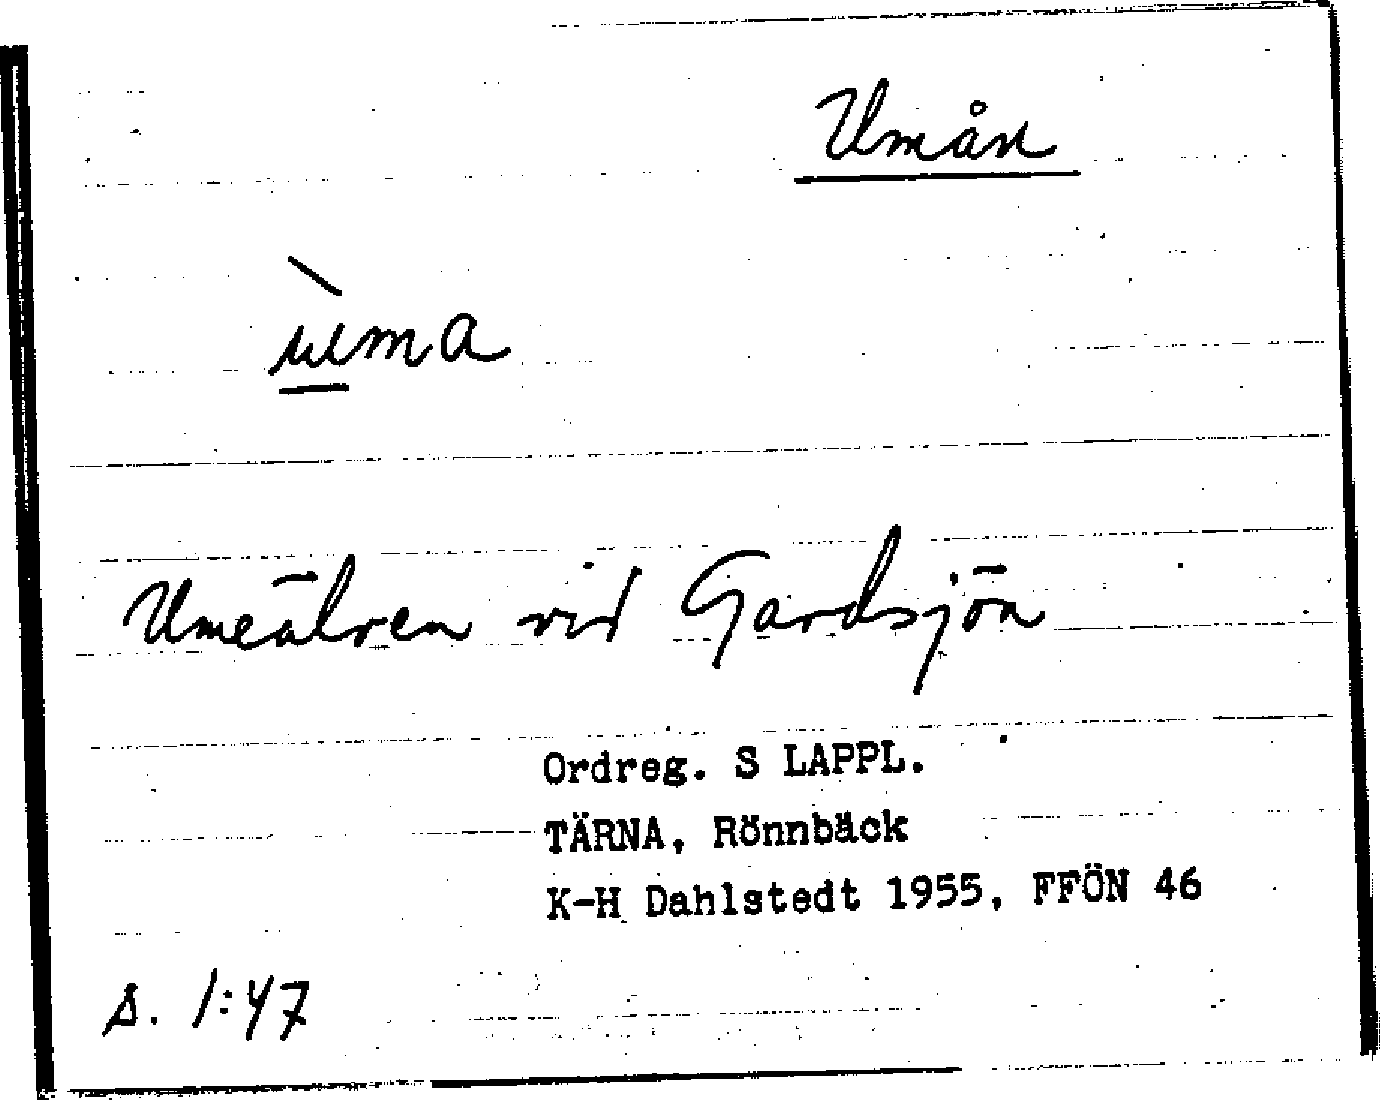 Umån
ùma
Umeälven vid Gardsjön
Ordreg. S LAPPL.
TÄRNA, Rönnbäck
K-H Dahlstedt 1955, FFÖN 46
s. 1:47